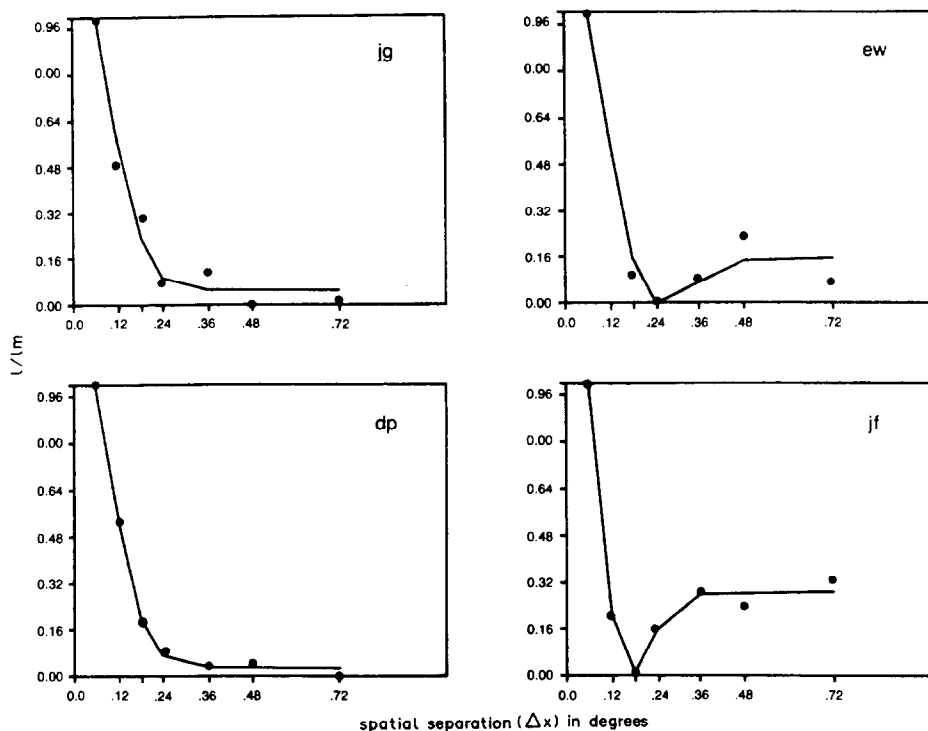 jg
0.96
0.00
0.64
0.48
0.32
0.16
0.00
0.0 .12 .24 .36 .48 .72
ew
0.96
0.00
0.64
0.48
0.32
0.16
0.00
0.0 .12 .24 .36 .48 .72
l/lm
dp
0.96
0.00
0.64
0.48
0.32
0.16
0.00
0.0 .12 .24 .36 .48 .72
jf
0.96
0.00
0.64
0.48
0.32
0.16
0.00
0.0 .12 .24 .36 .48 .72
spatial separation (Δx) in degrees